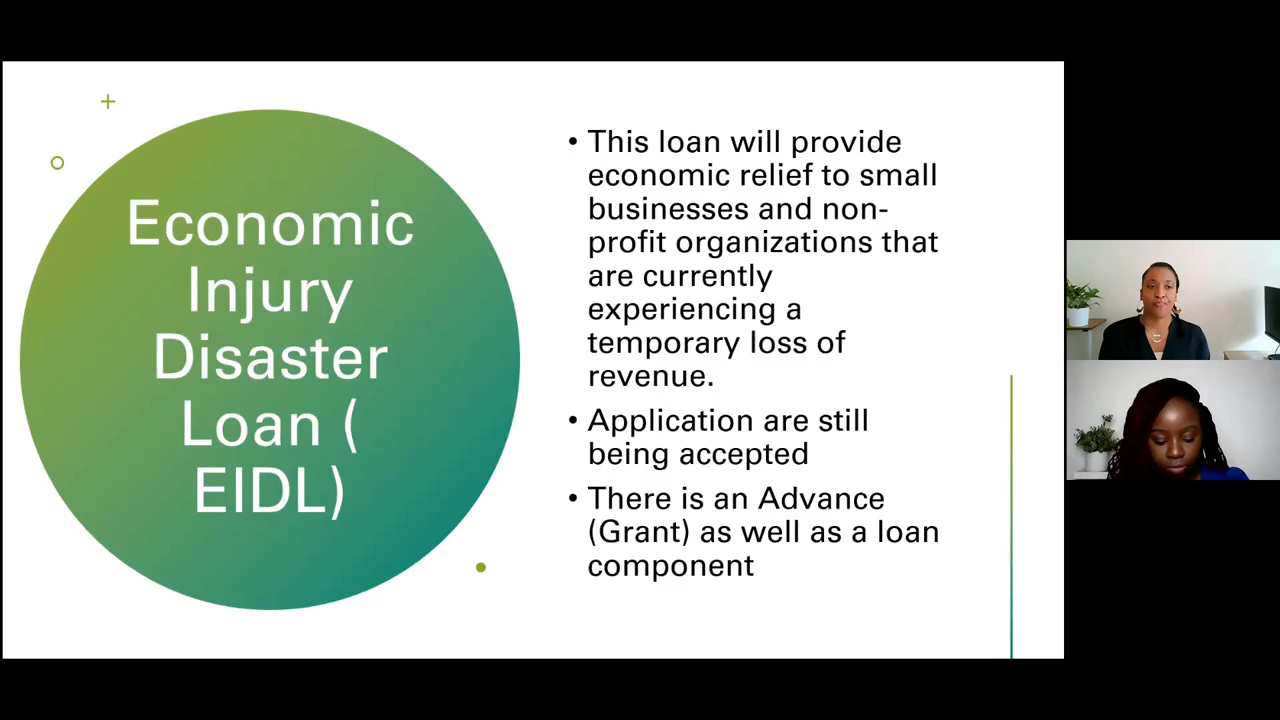 Economic
Injury
Disaster
Loan (
EIDL)
• This loan will provide
economic relief to small
businesses and non-
profit organizations that
are currently
experiencing a
temporary loss of
revenue.
• Application are still
being accepted
• There is an Advance
(Grant) as well as a loan
component